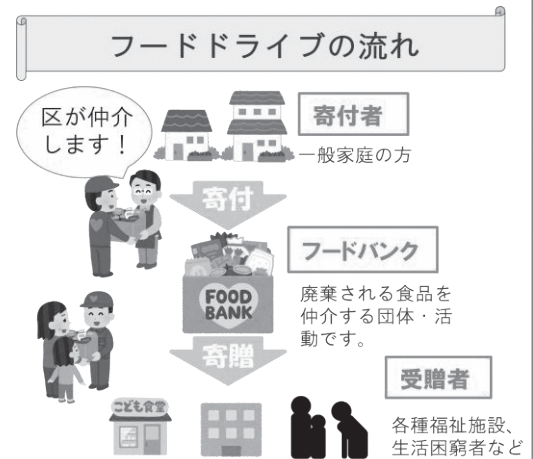 フードドライブの流れ
区が仲介
します!
寄付者
一般家庭の方
寄付
フードバンク
FOOD
BANK
廃棄される食品を
仲介する団体・活
動です。
寄贈
受贈者
こども食堂
各種福祉施設、
生活困窮者など